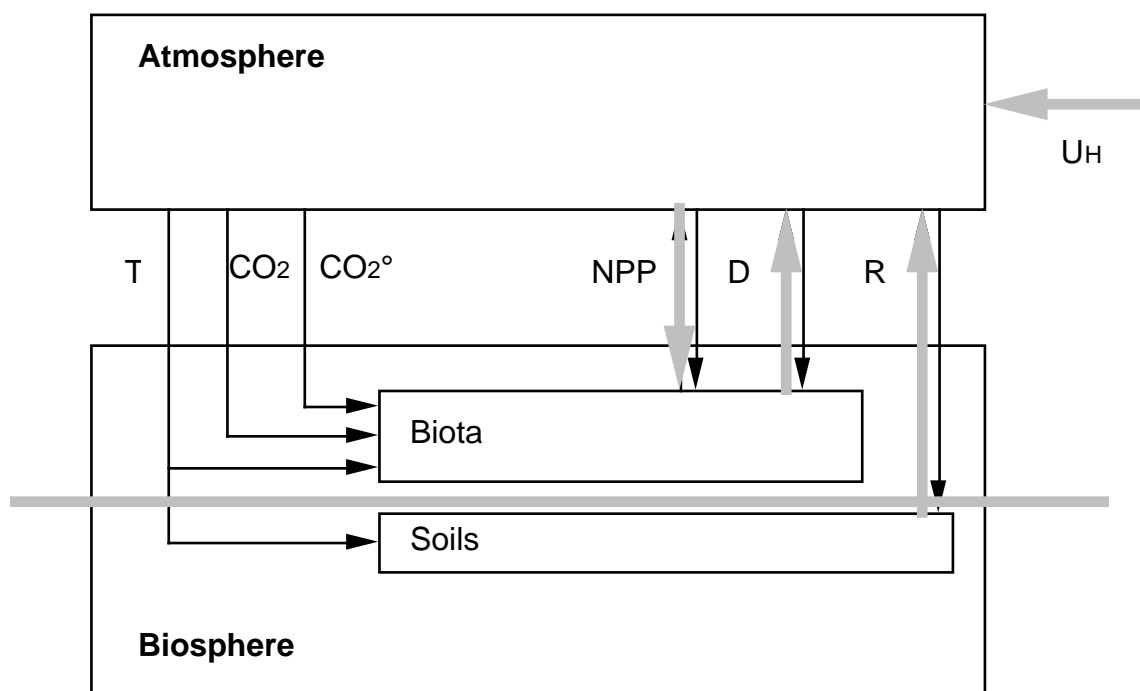 Atmosphere
UH
T
CO2
CO2°
NPP
D
R
Biota
Soils
Biosphere